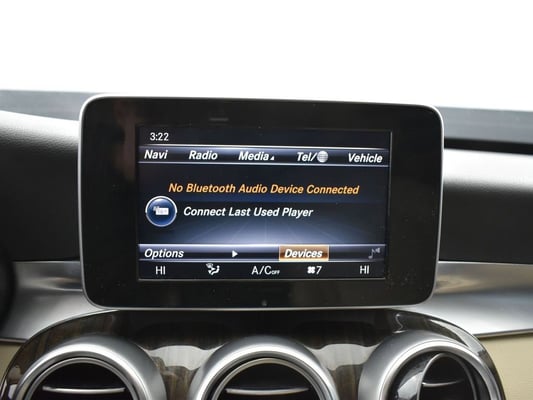 3:22
Navi Radio Media Tel/ Vehicle
No Bluetooth Audio Device Connected
Connect Last Used Player
Options Devices
HI A/C OFF 7 HI